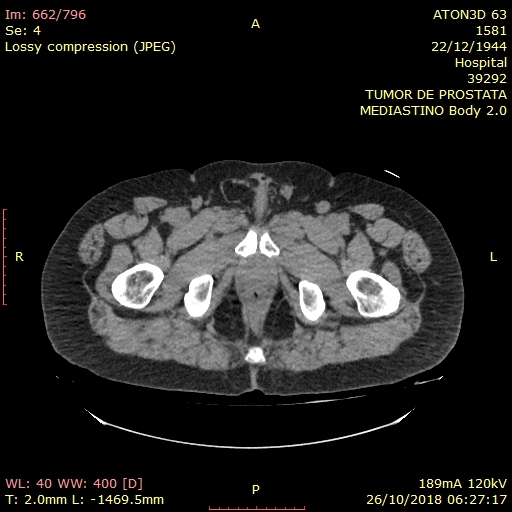 Im: 662/796
Se: 4
Lossy compression (JPEG)
A
ATON3D 63
1581
22/12/1944
Hospital
39292
TUMOR DE PROSTATA
MEDIASTINO Body 2.0
R
L
WL: 40 WW: 400 [D]
T: 2.0mm L: -1469.5mm
P
189mA 120kV
26/10/2018 06:27:17